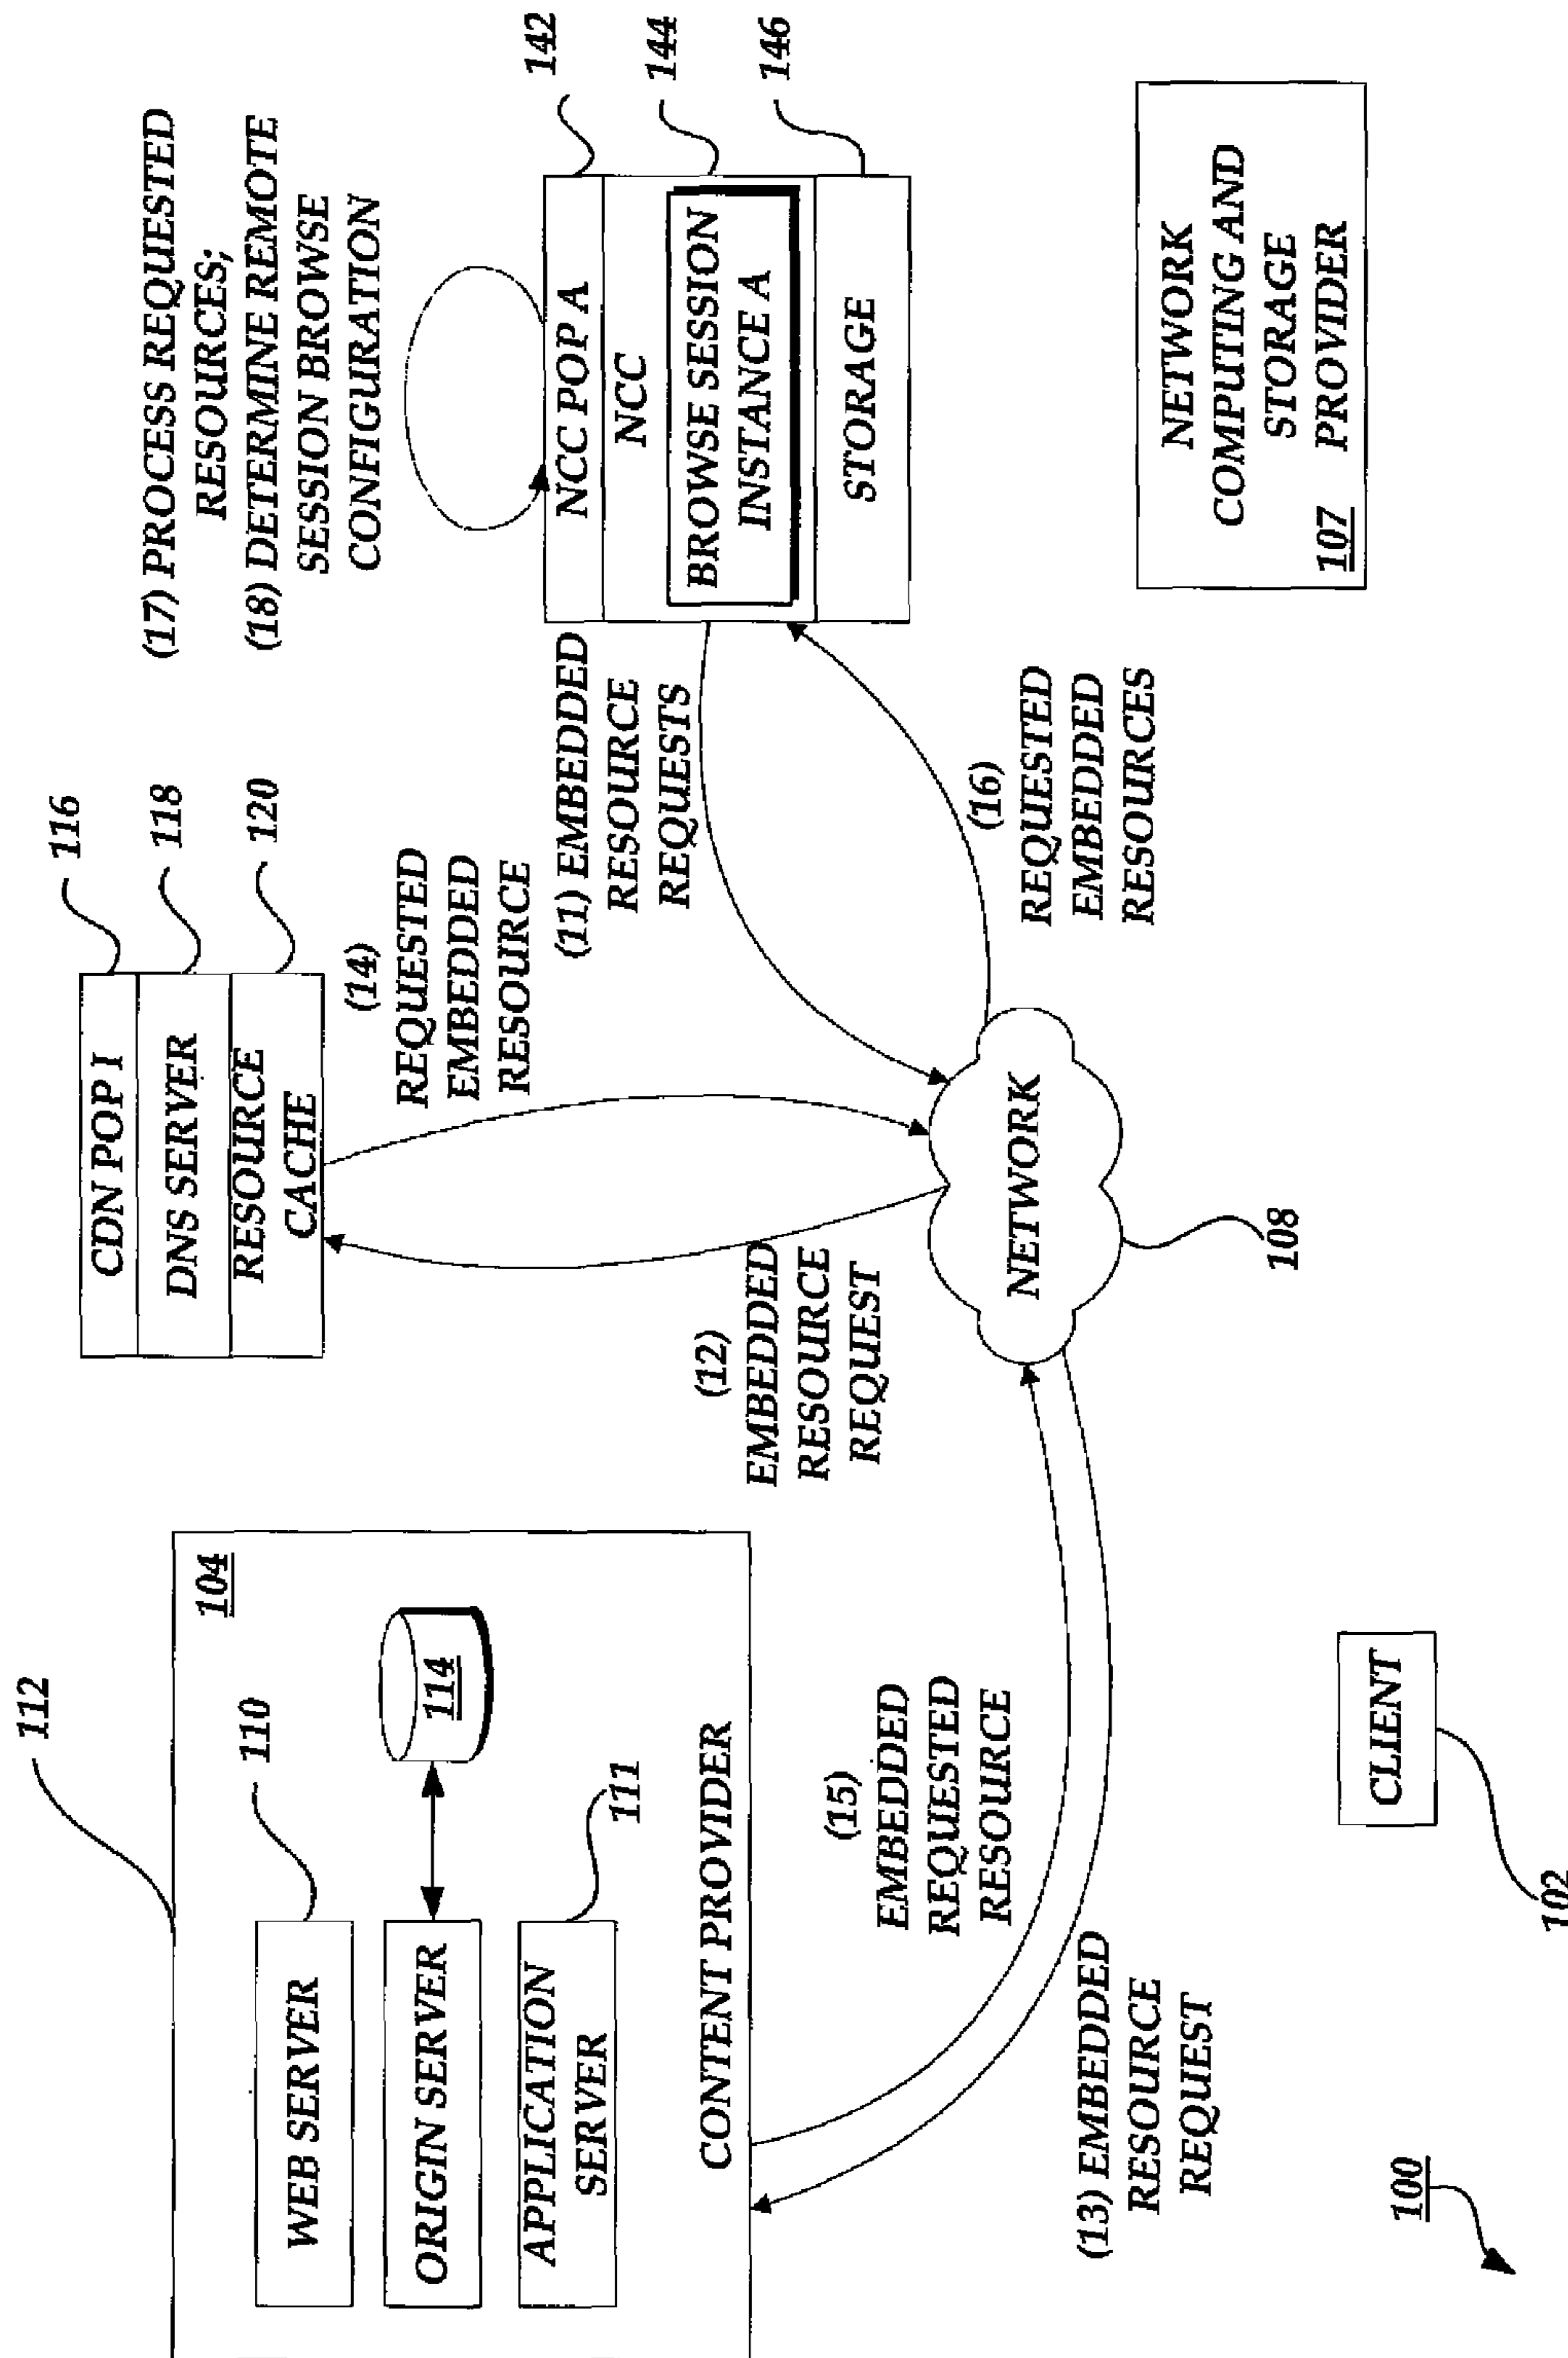 112
104
110
WEB SERVER
ORIGIN SERVER
114
APPLICATION
SERVER
111
CONTENT PROVIDER
CDN POP I
116
DNS SERVER
118
RESOURCE
CACHE
120
(14)
REQUESTED
EMBEDDED
RESOURCE
(17) PROCESS REQUESTED
RESOURCES;
(18) DETERMINE REMOTE
SESSION BROWSE
CONFIGURATION
NCC POP A
142
NCC
144
BROWSE SESSION
INSTANCE A
STORAGE
146
(11) EMBEDDED
RESOURCE
REQUESTS
(12)
EMBEDDED
RESOURCE
REQUEST
(16)
REQUESTED
EMBEDDED
RESOURCES
NETWORK
108
(15)
EMBEDDED
REQUESTED
RESOURCE
(13) EMBEDDED
RESOURCE
REQUEST
NETWORK
COMPUTING AND
STORAGE
107 PROVIDER
CLIENT
102
100